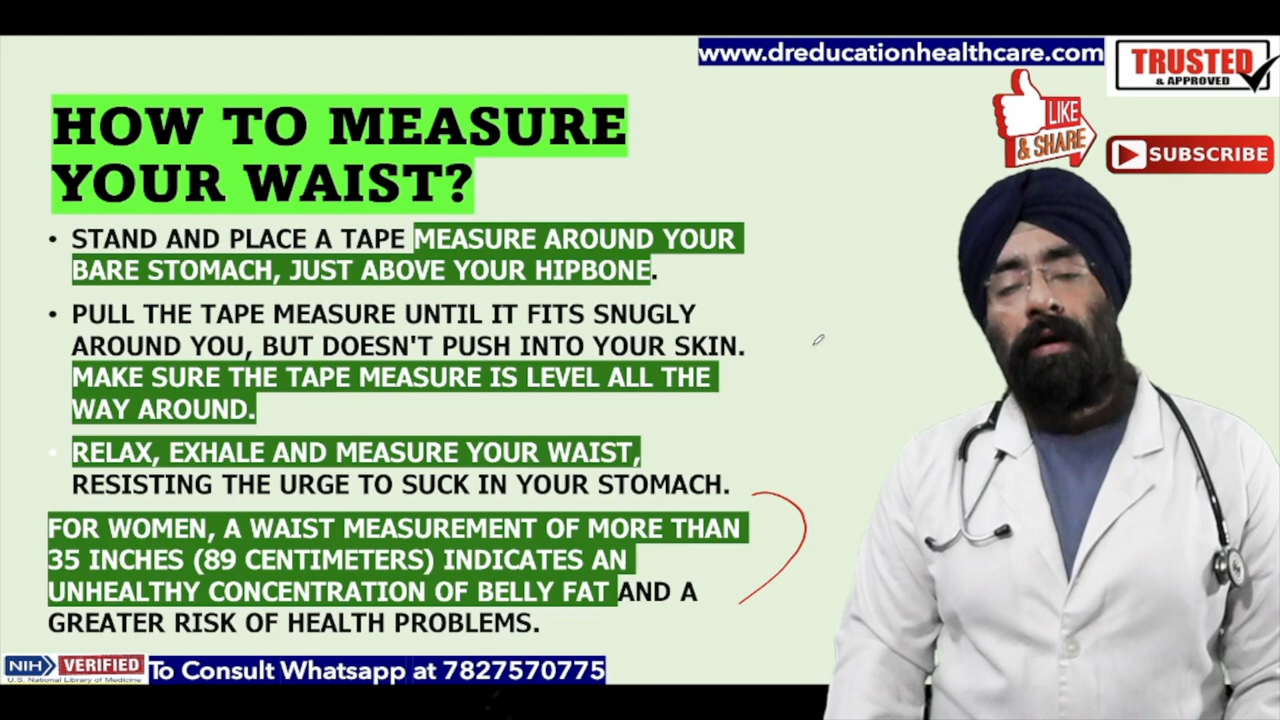 www.dreducationhealthcare.com
TRUSTED
& APPROVED
LIKE
& SHARE
SUBSCRIBE
HOW TO MEASURE
YOUR WAIST?
• STAND AND PLACE A TAPE MEASURE AROUND YOUR
BARE STOMACH, JUST ABOVE YOUR HIPBONE.
• PULL THE TAPE MEASURE UNTIL IT FITS SNUGLY
AROUND YOU, BUT DOESN'T PUSH INTO YOUR SKIN.
MAKE SURE THE TAPE MEASURE IS LEVEL ALL THE
WAY AROUND.
• RELAX, EXHALE AND MEASURE YOUR WAIST,
RESISTING THE URGE TO SUCK IN YOUR STOMACH.
FOR WOMEN, A WAIST MEASUREMENT OF MORE THAN
35 INCHES (89 CENTIMETERS) INDICATES AN
UNHEALTHY CONCENTRATION OF BELLY FAT AND A
GREATER RISK OF HEALTH PROBLEMS.
NIH VERIFIED
U.S. National Library of Medicine
To Consult Whatsapp at 7827570775